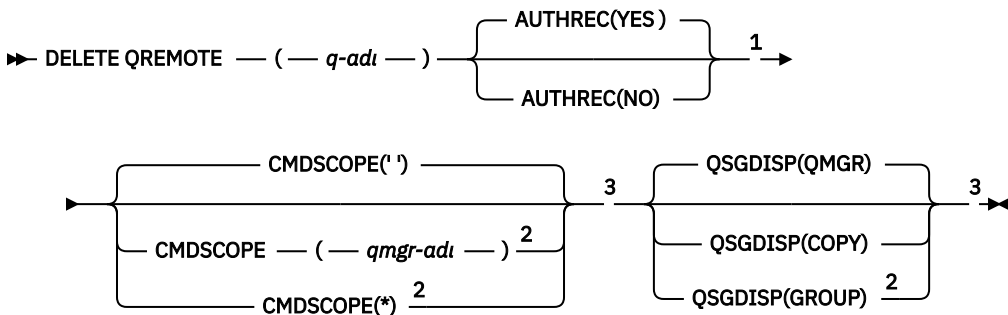 AUTHREC(YES )
DELETE QREMOTE ( q-adı ) 1
AUTHREC(NO)
CMDSCOPE(' ') QSGDISP(QMGR)
3 3
CMDSCOPE ( qmgr-adı ) 2 QSGDISP(COPY)
CMDSCOPE(*) 2 QSGDISP(GROUP) 2